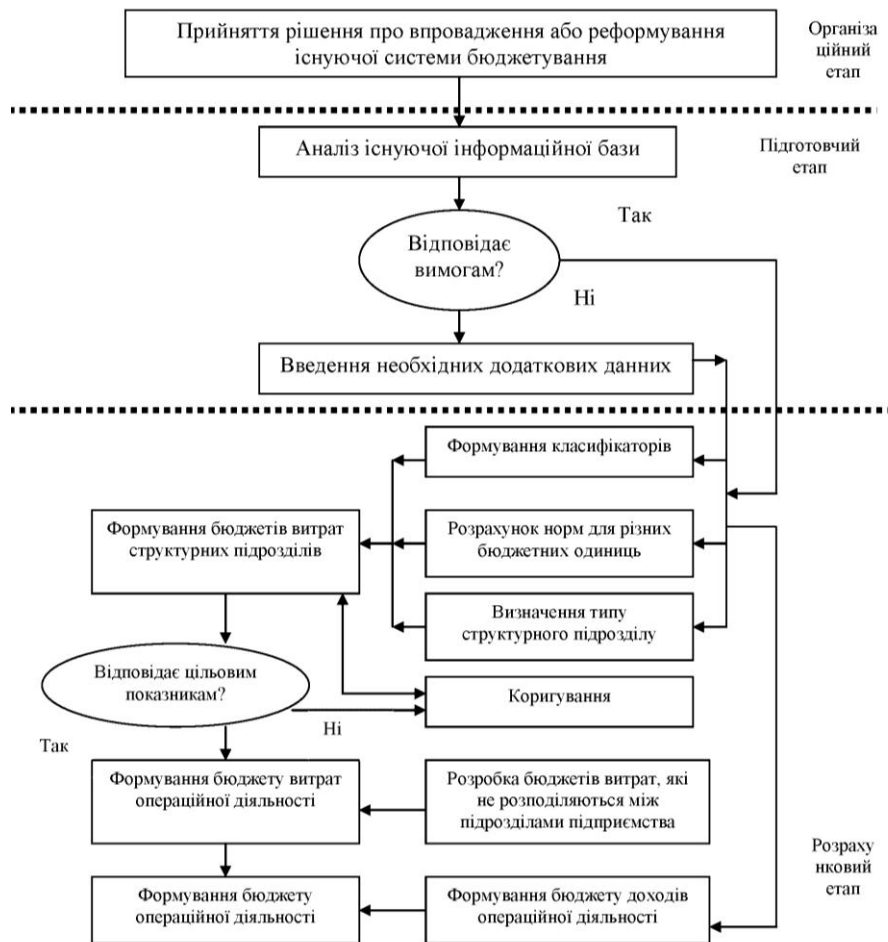 Прийняття рішення про впровадження або реформування
існуючої системи бюджетування
Організа
ційний
етап
Аналіз існуючої інформаційної бази
Підготовчий
етап
Так
Відповідає
вимогам?
Ні
Введення необхідних додаткових данних
Формування класифікаторів
Формування бюджетів витрат
структурних підрозділів
Розрахунок норм для різних
бюджетних одиниць
Визначення типу
структурного підрозділу
Відповідає цільовим
показникам?
Коригування
Ні
Так
Формування бюджету витрат
операційної діяльності
Розробка бюджетів витрат, які
не розподіляються між
підрозділами підприємства
Розраху
нковий
етап
Формування бюджету
операційної діяльності
Формування бюджету доходів
операційної діяльності